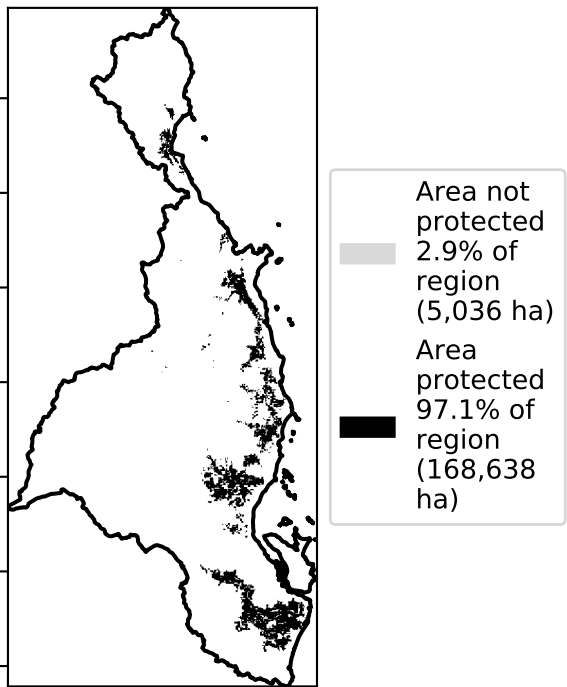 Area not
protected
2.9% of
region
(5,036 ha)
Area
protected
97.1% of
region
(168,638
ha)